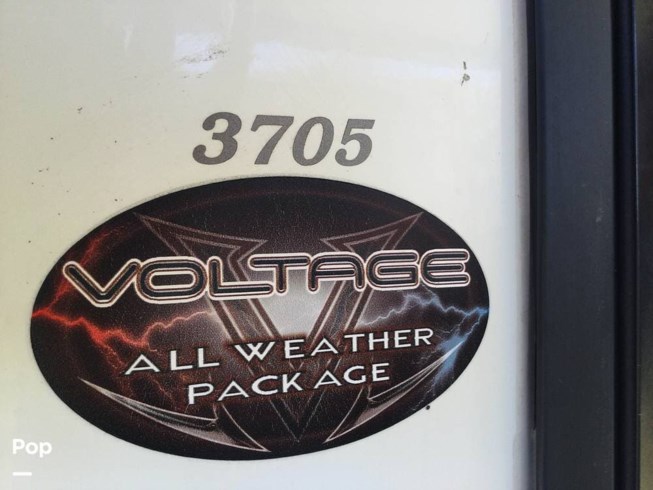 3705
VOLTAGE
ALL WEATHER
PACKAGE
Pop